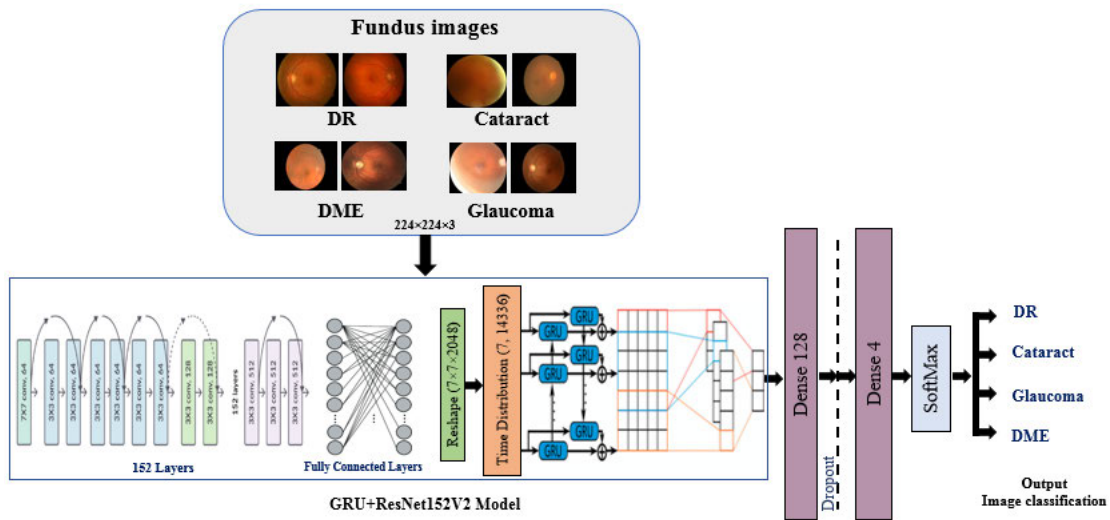 Fundus images
DR
Cataract
DME
Glaucoma
224×224×3
7X7 conv, 64
3X3 conv, 64
3X3 conv, 64
3X3 conv, 64
3X3 conv, 64
3X3 conv, 64
3X3 conv, 64
3X3 conv, 128
3X3 conv, 128
152 layers
3X3 conv, 512
3X3 conv, 512
3X3 conv, 512
152 Layers
Fully Connected Layers
Reshape (7×7×2048)
Time Distribution (7, 14336)
GRU
GRU
GRU
GRU
GRU
GRU
GRU+ResNet152V2 Model
Dense 128
Dropout
Dense 4
SoftMax
DR
Cataract
Glaucoma
DME
Output
Image classification